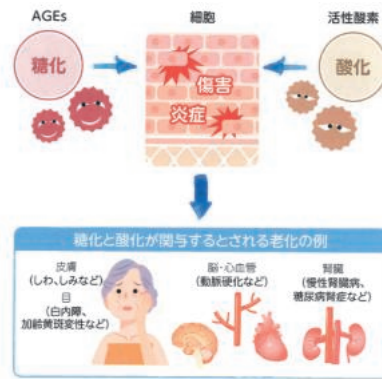 AGEs
細胞
活性酸素
糖化
酸化
傷害
炎症
糖化と酸化が関与するとされる老化の例
皮膚
(しわ、しみなど)
目
(白内障、
加齢黄斑変性など)
脳・心血管
(動脈硬化など)
腎臓
(慢性腎臓病、
糖尿病腎症など)